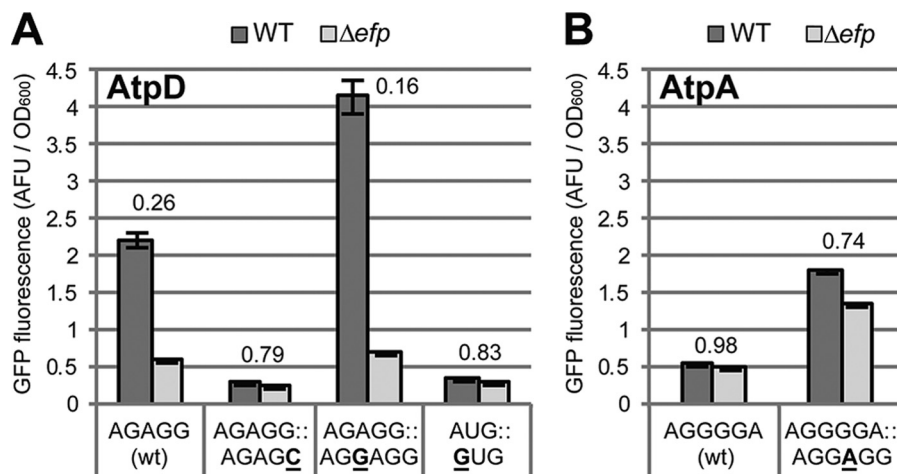 A
WT Δefp
AtpD
GFP fluorescence (AFU / OD600)
4.5
4
3.5
3
2.5
2
1.5
1
0.5
0
0.26
0.79
0.16
0.83
AGAGG
(wt)
AGAGG::
AGAGC
AGAGG::
AGGAGG
AUG::
GUG
B
WT Δefp
AtpA
GFP fluorescence (AFU / OD600)
4.5
4
3.5
3
2.5
2
1.5
1
0.5
0
0.98
0.74
AGGGGA
(wt)
AGGGGA::
AGGAGG